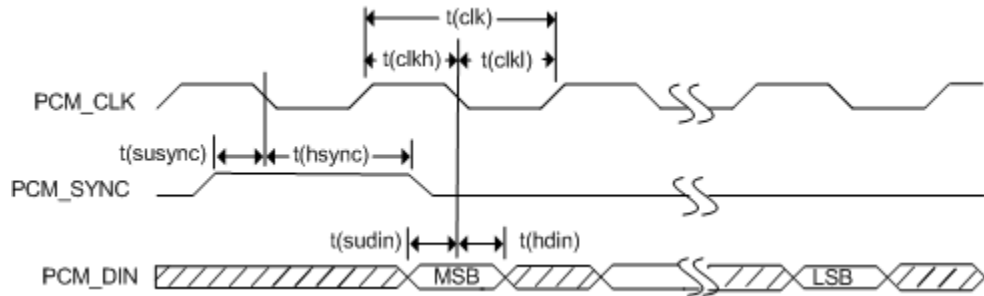 t(clk)
t(clkh) t(clkl)
PCM_CLK
t(susync) t(hsync)
PCM_SYNC
t(sudin) t(hdin)
PCM_DIN MSB LSB